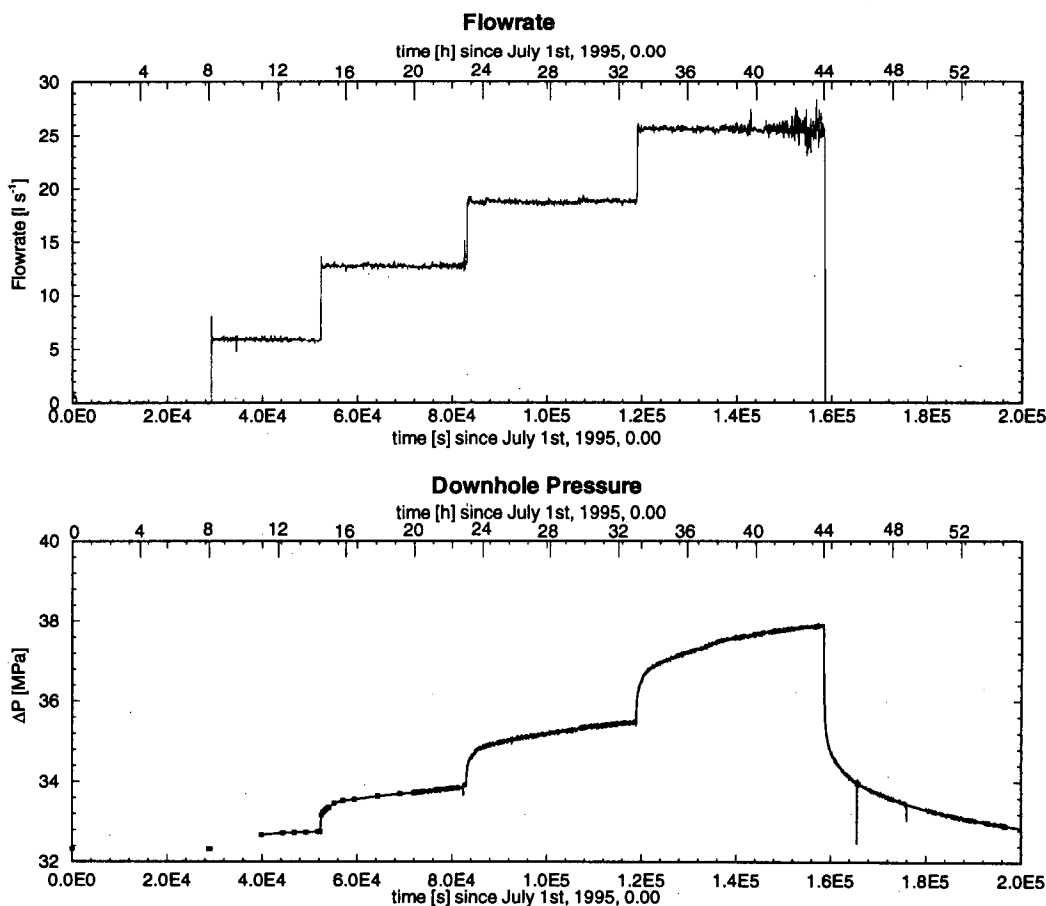 Flowrate
time [h] since July 1st, 1995, 0.00
4 8 12 16 20 24 28 32 36 40 44 48 52
30
25
20
15
10
5
0
Flowrate [l s⁻¹]
0.0E0 2.0E4 4.0E4 6.0E4 8.0E4 1.0E5 1.2E5 1.4E5 1.6E5 1.8E5 2.0E5
time [s] since July 1st, 1995, 0.00
Downhole Pressure
time [h] since July 1st, 1995, 0.00
0 4 8 12 16 20 24 28 32 36 40 44 48 52
40
38
36
34
32
ΔP [MPa]
0.0E0 2.0E4 4.0E4 6.0E4 8.0E4 1.0E5 1.2E5 1.4E5 1.6E5 1.8E5 2.0E5
time [s] since July 1st, 1995, 0.00